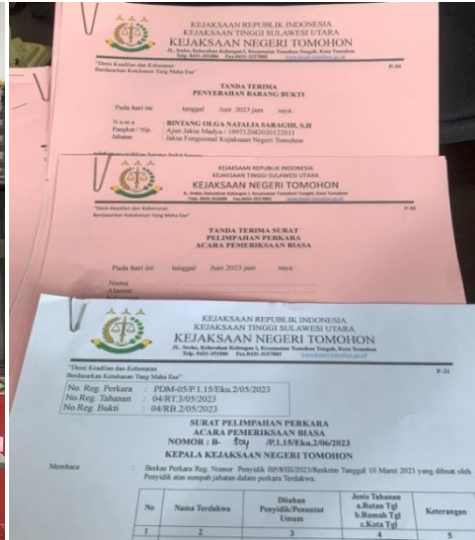 KEJAKSAAN REPUBLIK INDONESIA
KEJAKSAAN TINGGI SULAWESI UTARA
KEJAKSAAN NEGERI TOMOHON
"Demi Keadilan dan Kebenaran
Berdasarkan Ketuhanan Yang Maha Esa"
P-34
TANDA TERIMA
PENYERAHAN BARANG BUKTI
Pada hari ini tanggal Juni 2023 jam saya :
Nama : BINTANG OLGA NATALIA SARAGIH, S.H
Pangkat / Nip. : Ajun Jaksa Madya /
Jabatan : Jaksa Fungsional Kejaksaan Negeri Tomohon
KEJAKSAAN REPUBLIK INDONESIA
KEJAKSAAN TINGGI SULAWESI UTARA
KEJAKSAAN NEGERI TOMOHON
"Demi Keadilan dan Kebenaran
Berdasarkan Ketuhanan Yang Maha Esa"
TANDA TERIMA SURAT
PELIMPAHAN PERKARA
ACARA PEMERIKSAAN BIASA
Pada hari ini tanggal Juni 2023 jam saya :
Nama
Alamat
KEJAKSAAN REPUBLIK INDONESIA
KEJAKSAAN TINGGI SULAWESI UTARA
KEJAKSAAN NEGERI TOMOHON
"Demi Keadilan dan Kebenaran
Berdasarkan Ketuhanan Yang Maha Esa"
No. Reg. Perkara : PDM-05/P.1.15/Eku.2/05/2023
No.Reg. Tahanan : 04/RT.3/05/2023
No.Reg. Bukti : 04/RB.2/05/2023
SURAT PELIMPAHAN PERKARA
ACARA PEMERIKSAAN BIASA
NOMOR : B- /P.1.15/Eku.2/06/2023
KEPALA KEJAKSAAN NEGERI TOMOHON
Membaca : Berkas Perkara Reg. Nomor Penyidik BP/8/III/2023/Reskrim Tanggal 10 Maret 2023 yang dibuat oleh
Penyidik atas sumpah jabatan dalam perkara Terdakwa.
No Nama Terdakwa Ditahan Penyidik/Penuntut Umum Jenis Tahanan a.Rutan Tgl b.Rumah Tgl c.Kota Tgl Keterangan
1 2 3 4 5